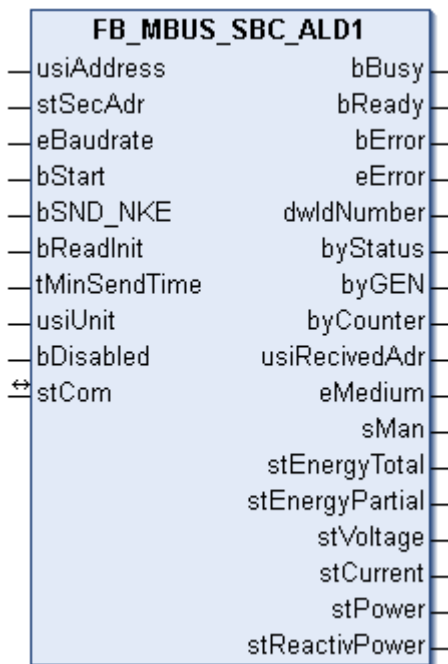 FB_MBUS_SBC_ALD1
usiAddress bBusy
stSecAdr bReady
eBaudrate bError
bStart eError
bSND_NKE dwIdNumber
bReadInit byStatus
tMinSendTime byGEN
usiUnit byCounter
bDisabled usiRecivedAdr
stCom eMedium
sMan
stEnergyTotal
stEnergyPartial
stVoltage
stCurrent
stPower
stReactivPower